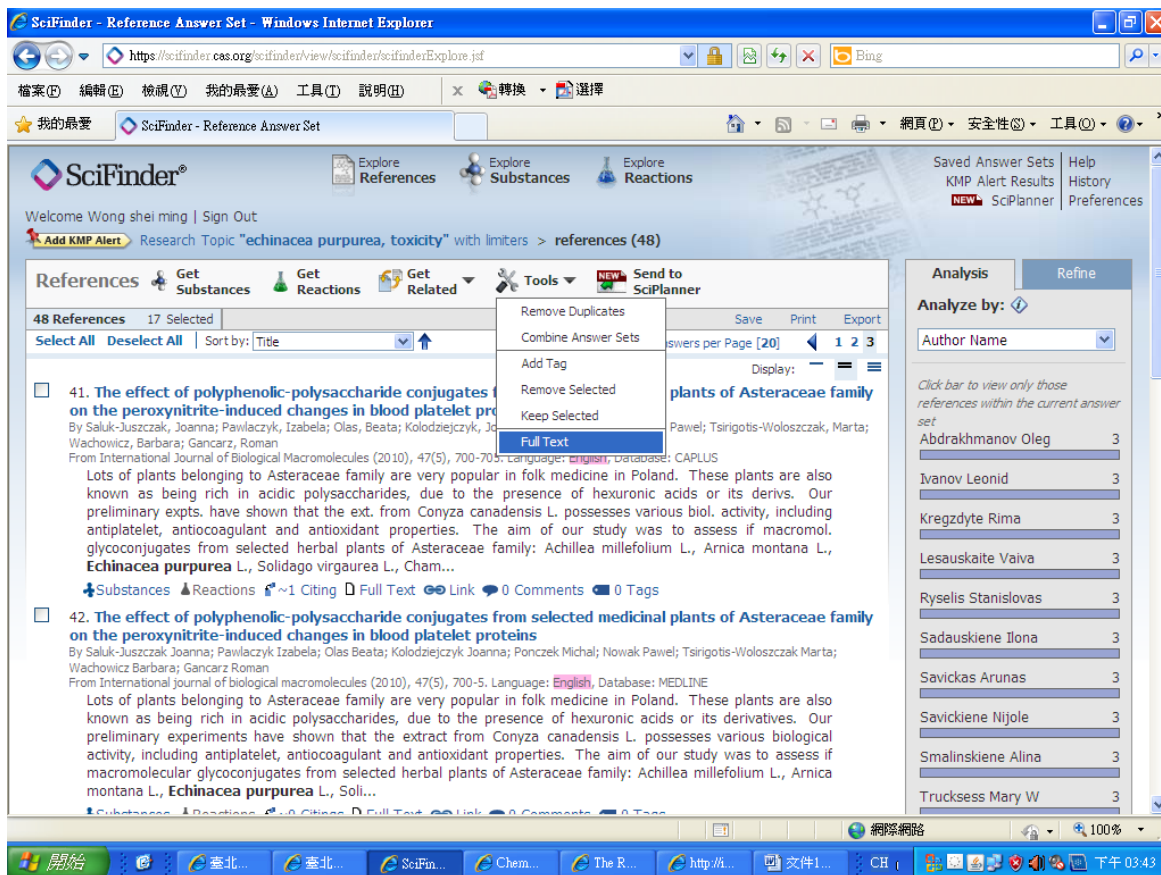 SciFinder - Reference Answer Set - Windows Internet Explorer
https://scifinder.cas.org/scifinder/view/scifinder/scifinderExplore.jsf
Bing
檔案(F) 編輯(E) 檢視(V) 我的最愛(A) 工具(T) 說明(H) x 轉換 選擇
我的最愛 SciFinder - Reference Answer Set 網頁(P) 安全性(S) 工具(O)
SciFinder®
Explore References
Explore Substances
Explore Reactions
Saved Answer Sets Help
KMP Alert Results History
NEW SciPlanner Preferences
Welcome Wong shei ming | Sign Out
Add KMP Alert Research Topic "echinacea purpurea, toxicity" with limiters > references (48)
References Get Substances Get Reactions Get Related Tools NEW Send to SciPlanner
48 References 17 Selected Save Print Export
Select All Deselect All Sort by: Title swers per Page [20] 1 2 3
Display:
Remove Duplicates
Combine Answer Sets
Add Tag
Remove Selected
Keep Selected
Full Text
41. The effect of polyphenolic-polysaccharide conjugates f plants of Asteraceae family
on the peroxynitrite-induced changes in blood platelet pro
By Saluk-Juszczak, Joanna; Pawlaczyk, Izabela; Olas, Beata; Kolodziejczyk, Jo Pawel; Tsirigotis-Woloszczak, Marta;
Wachowicz, Barbara; Gancarz, Roman
From International Journal of Biological Macromolecules (2010), 47(5), 700-705. Language: English, Database: CAPLUS
Lots of plants belonging to Asteraceae family are very popular in folk medicine in Poland. These plants are also
known as being rich in acidic polysaccharides, due to the presence of hexuronic acids or its derivs. Our
preliminary expts. have shown that the ext. from Conyza canadensis L. possesses various biol. activity, including
antiplatelet, antiocoagulant and antioxidant properties. The aim of our study was to assess if macromol.
glycoconjugates from selected herbal plants of Asteraceae family: Achillea millefolium L., Arnica montana L.,
Echinacea purpurea L., Solidago virgaurea L., Cham...
Substances Reactions ~1 Citing Full Text Link 0 Comments 0 Tags
42. The effect of polyphenolic-polysaccharide conjugates from selected medicinal plants of Asteraceae family
on the peroxynitrite-induced changes in blood platelet proteins
By Saluk-Juszczak Joanna; Pawlaczyk Izabela; Olas Beata; Kolodziejczyk Joanna; Ponczek Michal; Nowak Pawel; Tsirigotis-Woloszczak Marta;
Wachowicz Barbara; Gancarz Roman
From International journal of biological macromolecules (2010), 47(5), 700-5. Language: English, Database: MEDLINE
Lots of plants belonging to Asteraceae family are very popular in folk medicine in Poland. These plants are also
known as being rich in acidic polysaccharides, due to the presence of hexuronic acids or its derivatives. Our
preliminary experiments have shown that the extract from Conyza canadensis L. possesses various biological
activity, including antiplatelet, antiocoagulant and antioxidant properties. The aim of our study was to assess if
macromolecular glycoconjugates from selected herbal plants of Asteraceae family: Achillea millefolium L., Arnica
montana L., Echinacea purpurea L., Soli...
Substances Reactions ~0 Citings Full Text Link 0 Comments 0 Tags
Analysis Refine
Analyze by:
Author Name
Click bar to view only those
references within the current answer
set
Abdrakhmanov Oleg 3
Ivanov Leonid 3
Kregzdyte Rima 3
Lesauskaite Vaiva 3
Ryselis Stanislovas 3
Sadauskiene Ilona 3
Savickas Arunas 3
Savickiene Nijole 3
Smalinskiene Alina 3
Trucksess Mary W 3
網際網路 100%
開始 臺北... 臺北... SciFin... Chem... The R... http://i... 文件1... CH 下午 03:43